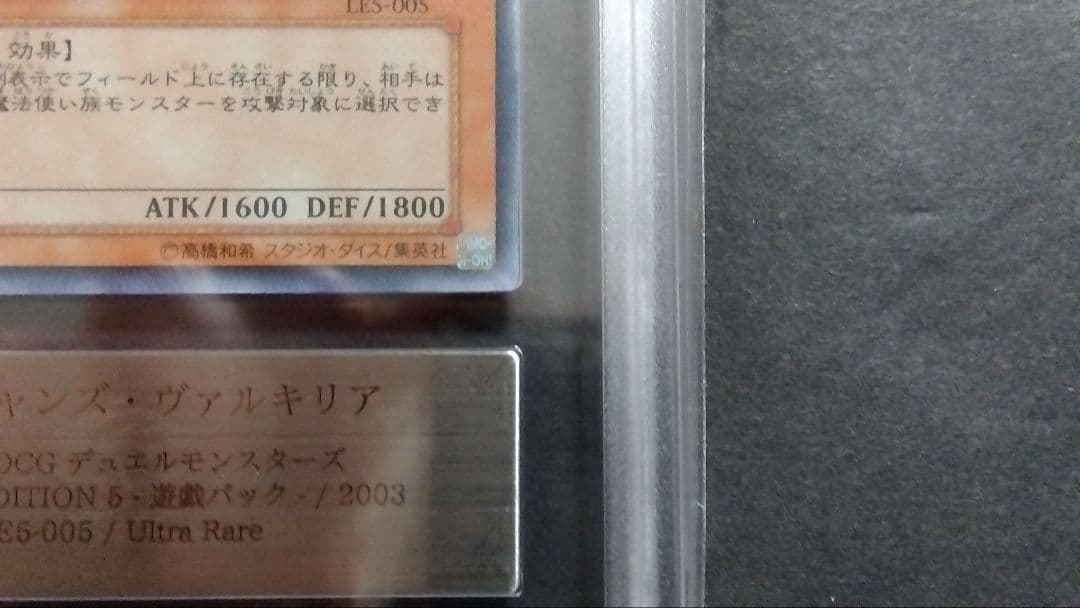 LE5-005
効果】
表示でフィールド上に存在する限り、相手は
魔法使い族モンスターを攻撃対象に選択でき
ATK/1600 DEF/1800
©高橋和希 スタジオ・ダイス/集英社
ャンズ・ヴァルキリア
OCG デュエルモンスターズ
DITION 5 - 遊戯パック - / 2003
E5-005 / Ultra Rare